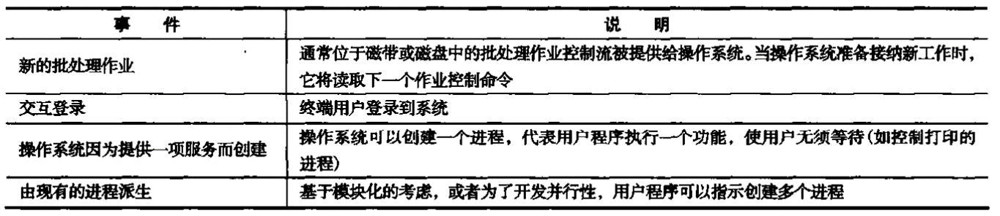 事 件 说 明
新的批处理作业 通常位于磁带或磁盘中的批处理作业控制流被提供给操作系统。当操作系统准备接纳新工作时，
它将读取下一个作业控制命令
交互登录 终端用户登录到系统
操作系统因为提供一项服务而创建 操作系统可以创建一个进程，代表用户程序执行一个功能，使用户无须等待(如控制打印的
进程)
由现有的进程派生 基于模块化的考虑，或者为了开发并行性，用户程序可以指示创建多个进程